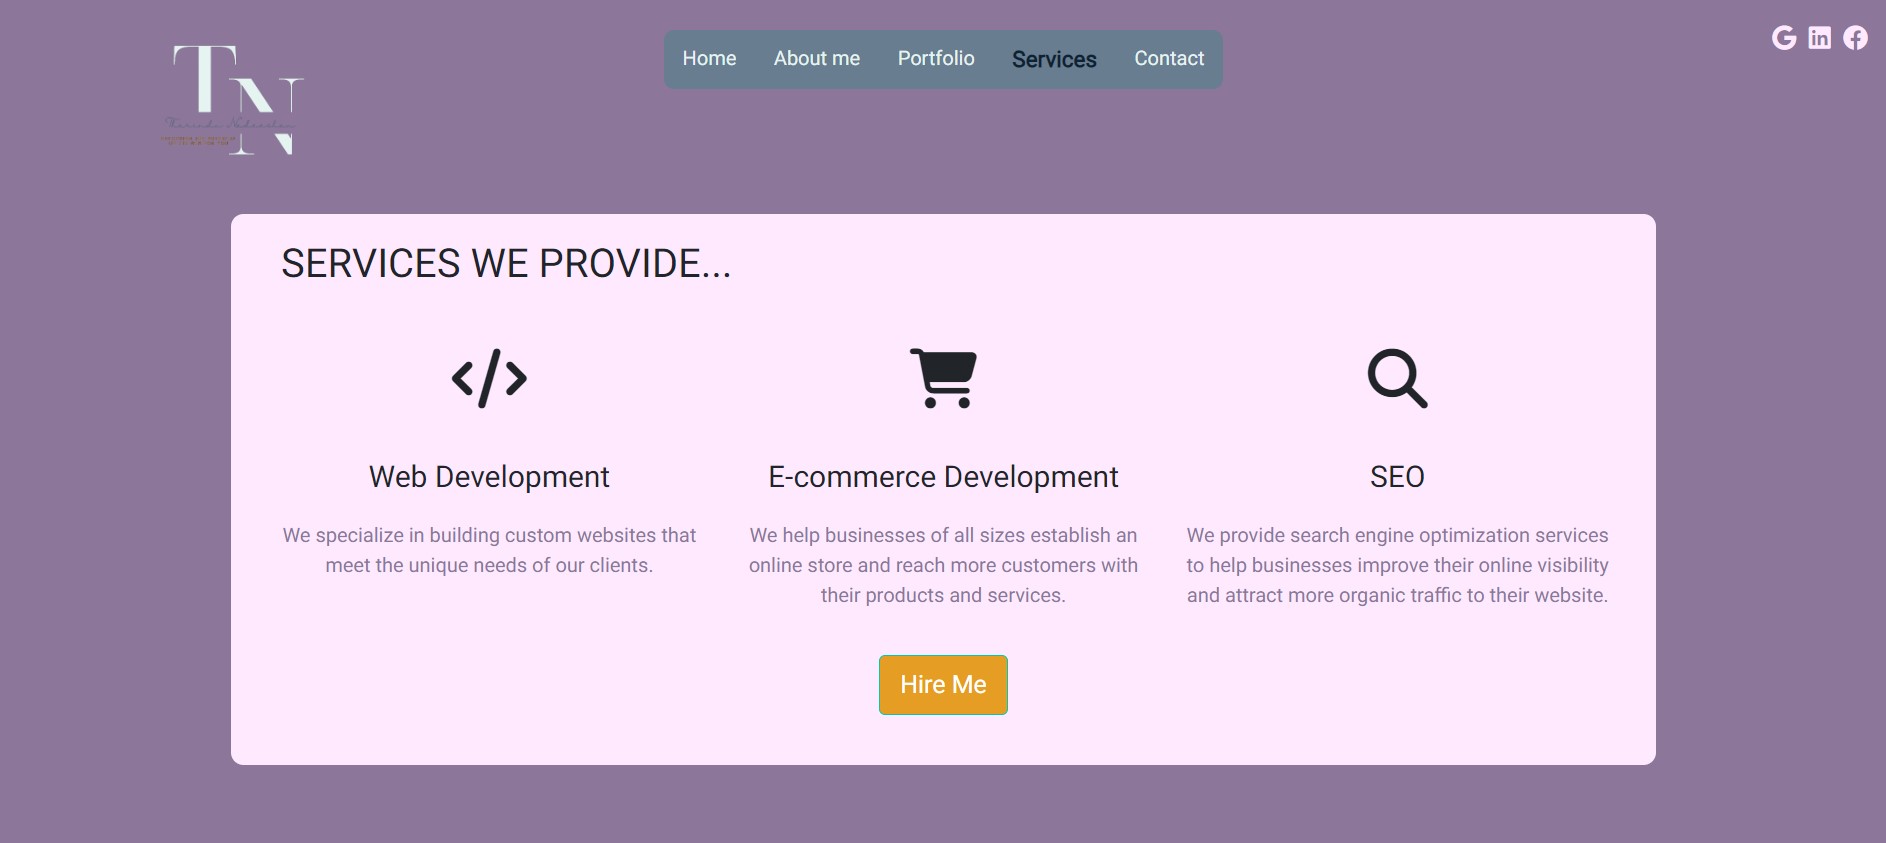 TN
Home About me Portfolio Services Contact
SERVICES WE PROVIDE...
Web Development
We specialize in building custom websites that
meet the unique needs of our clients.
E-commerce Development
We help businesses of all sizes establish an
online store and reach more customers with
their products and services.
SEO
We provide search engine optimization services
to help businesses improve their online visibility
and attract more organic traffic to their website.
Hire Me